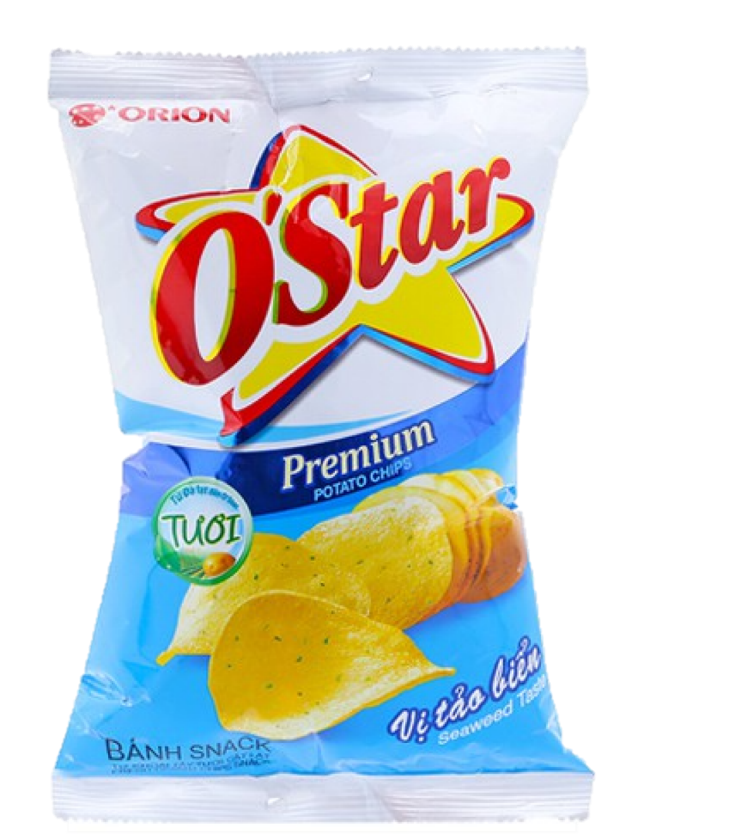 ORION
O'Star
Premium
POTATO CHIPS
TƯƠI
Vị tảo biển
Seaweed Taste
BÁNH SNACK